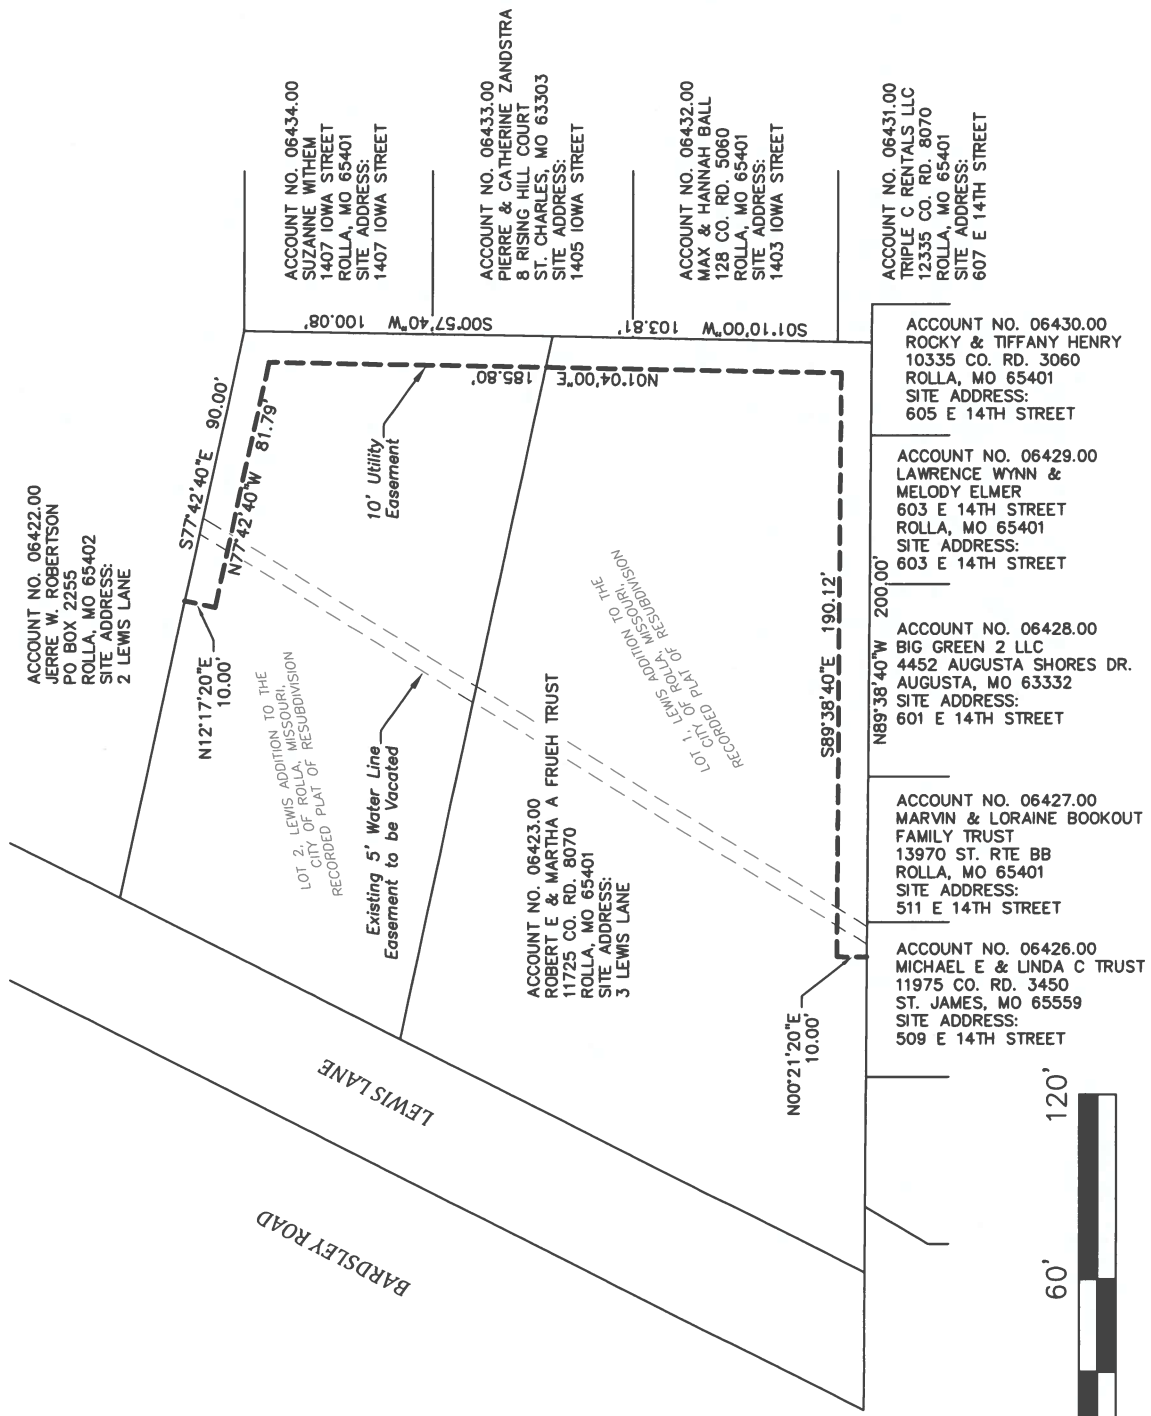 ACCOUNT NO. 06422.00
JERRE W. ROBERTSON
PO BOX 2255
ROLLA, MO 65402
SITE ADDRESS:
2 LEWIS LANE
S77°42'40"E 90.00'
N77°42'40"W 81.79'
N12°17'20"E
10.00'
ACCOUNT NO. 06434.00
SUZANNE WITHEM
1407 IOWA STREET
ROLLA, MO 65401
SITE ADDRESS:
1407 IOWA STREET
S00°57'40"W 100.08'
ACCOUNT NO. 06433.00
PIERRE & CATHERINE ZANDSTRA
8 RISING HILL COURT
ST. CHARLES, MO 63303
SITE ADDRESS:
1405 IOWA STREET
N01°04'00"E 185.80'
10' Utility
Easement
ACCOUNT NO. 06432.00
MAX & HANNAH BALL
128 CO. RD. 5060
ROLLA, MO 65401
SITE ADDRESS:
1403 IOWA STREET
S01°10'00"W 103.81'
ACCOUNT NO. 06431.00
TRIPLE C RENTALS LLC
12335 CO. RD. 8070
ROLLA, MO 65401
SITE ADDRESS:
607 E 14TH STREET
LOT 2, LEWIS ADDITION TO THE
CITY OF ROLLA, MISSOURI,
RECORDED PLAT OF RESUBDIVISION
Existing 5' Water Line
Easement to be Vacated
LOT 1, LEWIS ADDITION TO THE
CITY OF ROLLA, MISSOURI,
RECORDED PLAT OF RESUBDIVISION
ACCOUNT NO. 06423.00
ROBERT E & MARTHA A FRUEH TRUST
11725 CO. RD. 8070
ROLLA, MO 65401
SITE ADDRESS:
3 LEWIS LANE
S89°38'40"E 190.12'
N89°38'40"W 200.00'
N00°21'20"E
10.00'
LEWIS LANE
BARDSLEY ROAD
ACCOUNT NO. 06430.00
ROCKY & TIFFANY HENRY
10335 CO. RD. 3060
ROLLA, MO 65401
SITE ADDRESS:
605 E 14TH STREET
ACCOUNT NO. 06429.00
LAWRENCE WYNN &
MELODY ELMER
603 E 14TH STREET
ROLLA, MO 65401
SITE ADDRESS:
603 E 14TH STREET
ACCOUNT NO. 06428.00
BIG GREEN 2 LLC
4452 AUGUSTA SHORES DR.
AUGUSTA, MO 63332
SITE ADDRESS:
601 E 14TH STREET
ACCOUNT NO. 06427.00
MARVIN & LORAINE BOOKOUT
FAMILY TRUST
13970 ST. RTE BB
ROLLA, MO 65401
SITE ADDRESS:
511 E 14TH STREET
ACCOUNT NO. 06426.00
MICHAEL E & LINDA C TRUST
11975 CO. RD. 3450
ST. JAMES, MO 65559
SITE ADDRESS:
509 E 14TH STREET
60'
120'